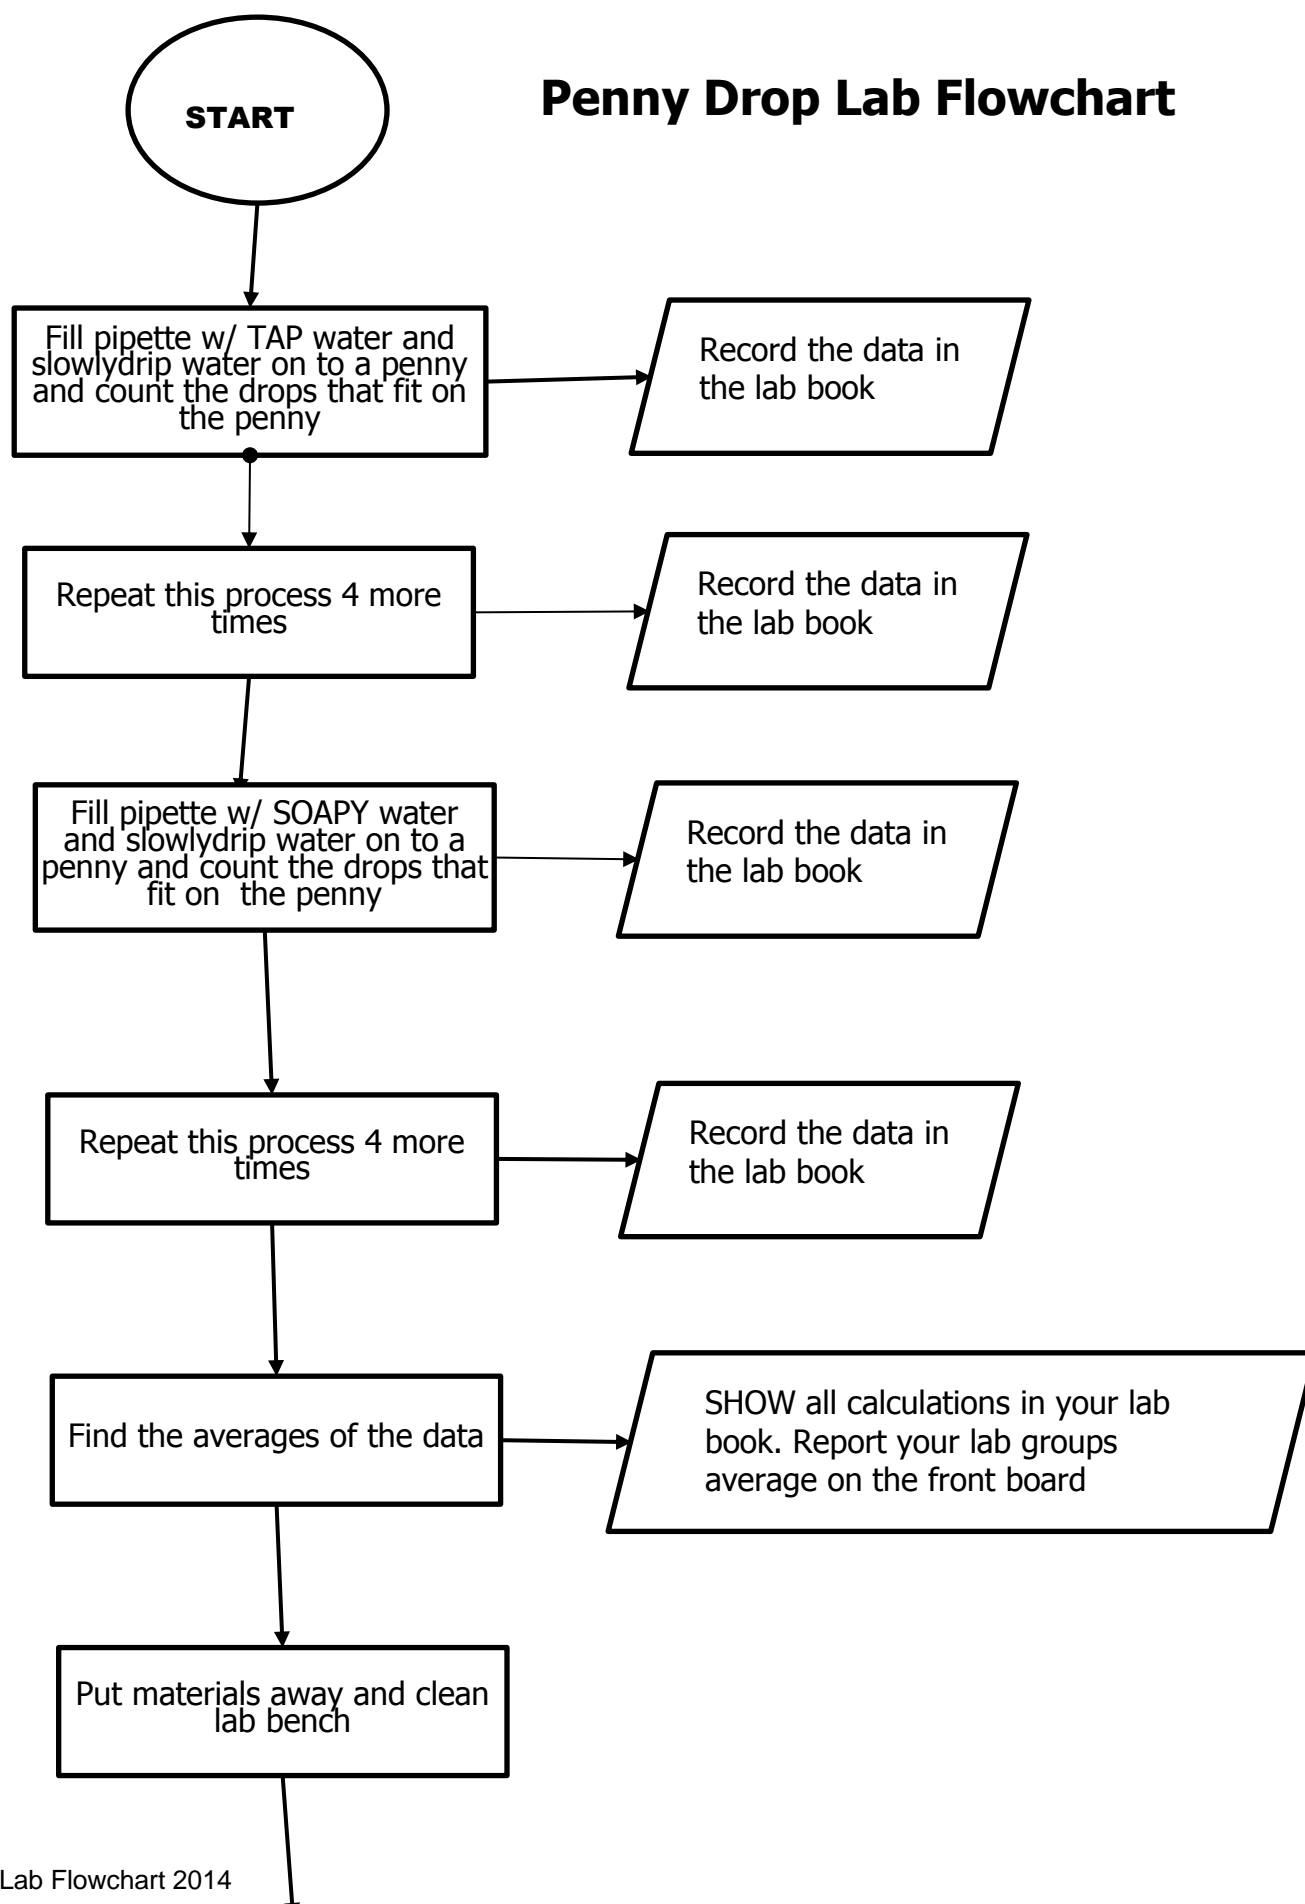 START
Penny Drop Lab Flowchart
Fill pipette w/ TAP water and
slowlydrip water on to a penny
and count the drops that fit on
the penny
Record the data in
the lab book
Repeat this process 4 more
times
Record the data in
the lab book
Fill pipette w/ SOAPY water
and slowlydrip water on to a
penny and count the drops that
fit on  the penny
Record the data in
the lab book
Repeat this process 4 more
times
Record the data in
the lab book
Find the averages of the data
SHOW all calculations in your lab
book. Report your lab groups
average on the front board
Put materials away and clean
lab bench
Lab Flowchart 2014